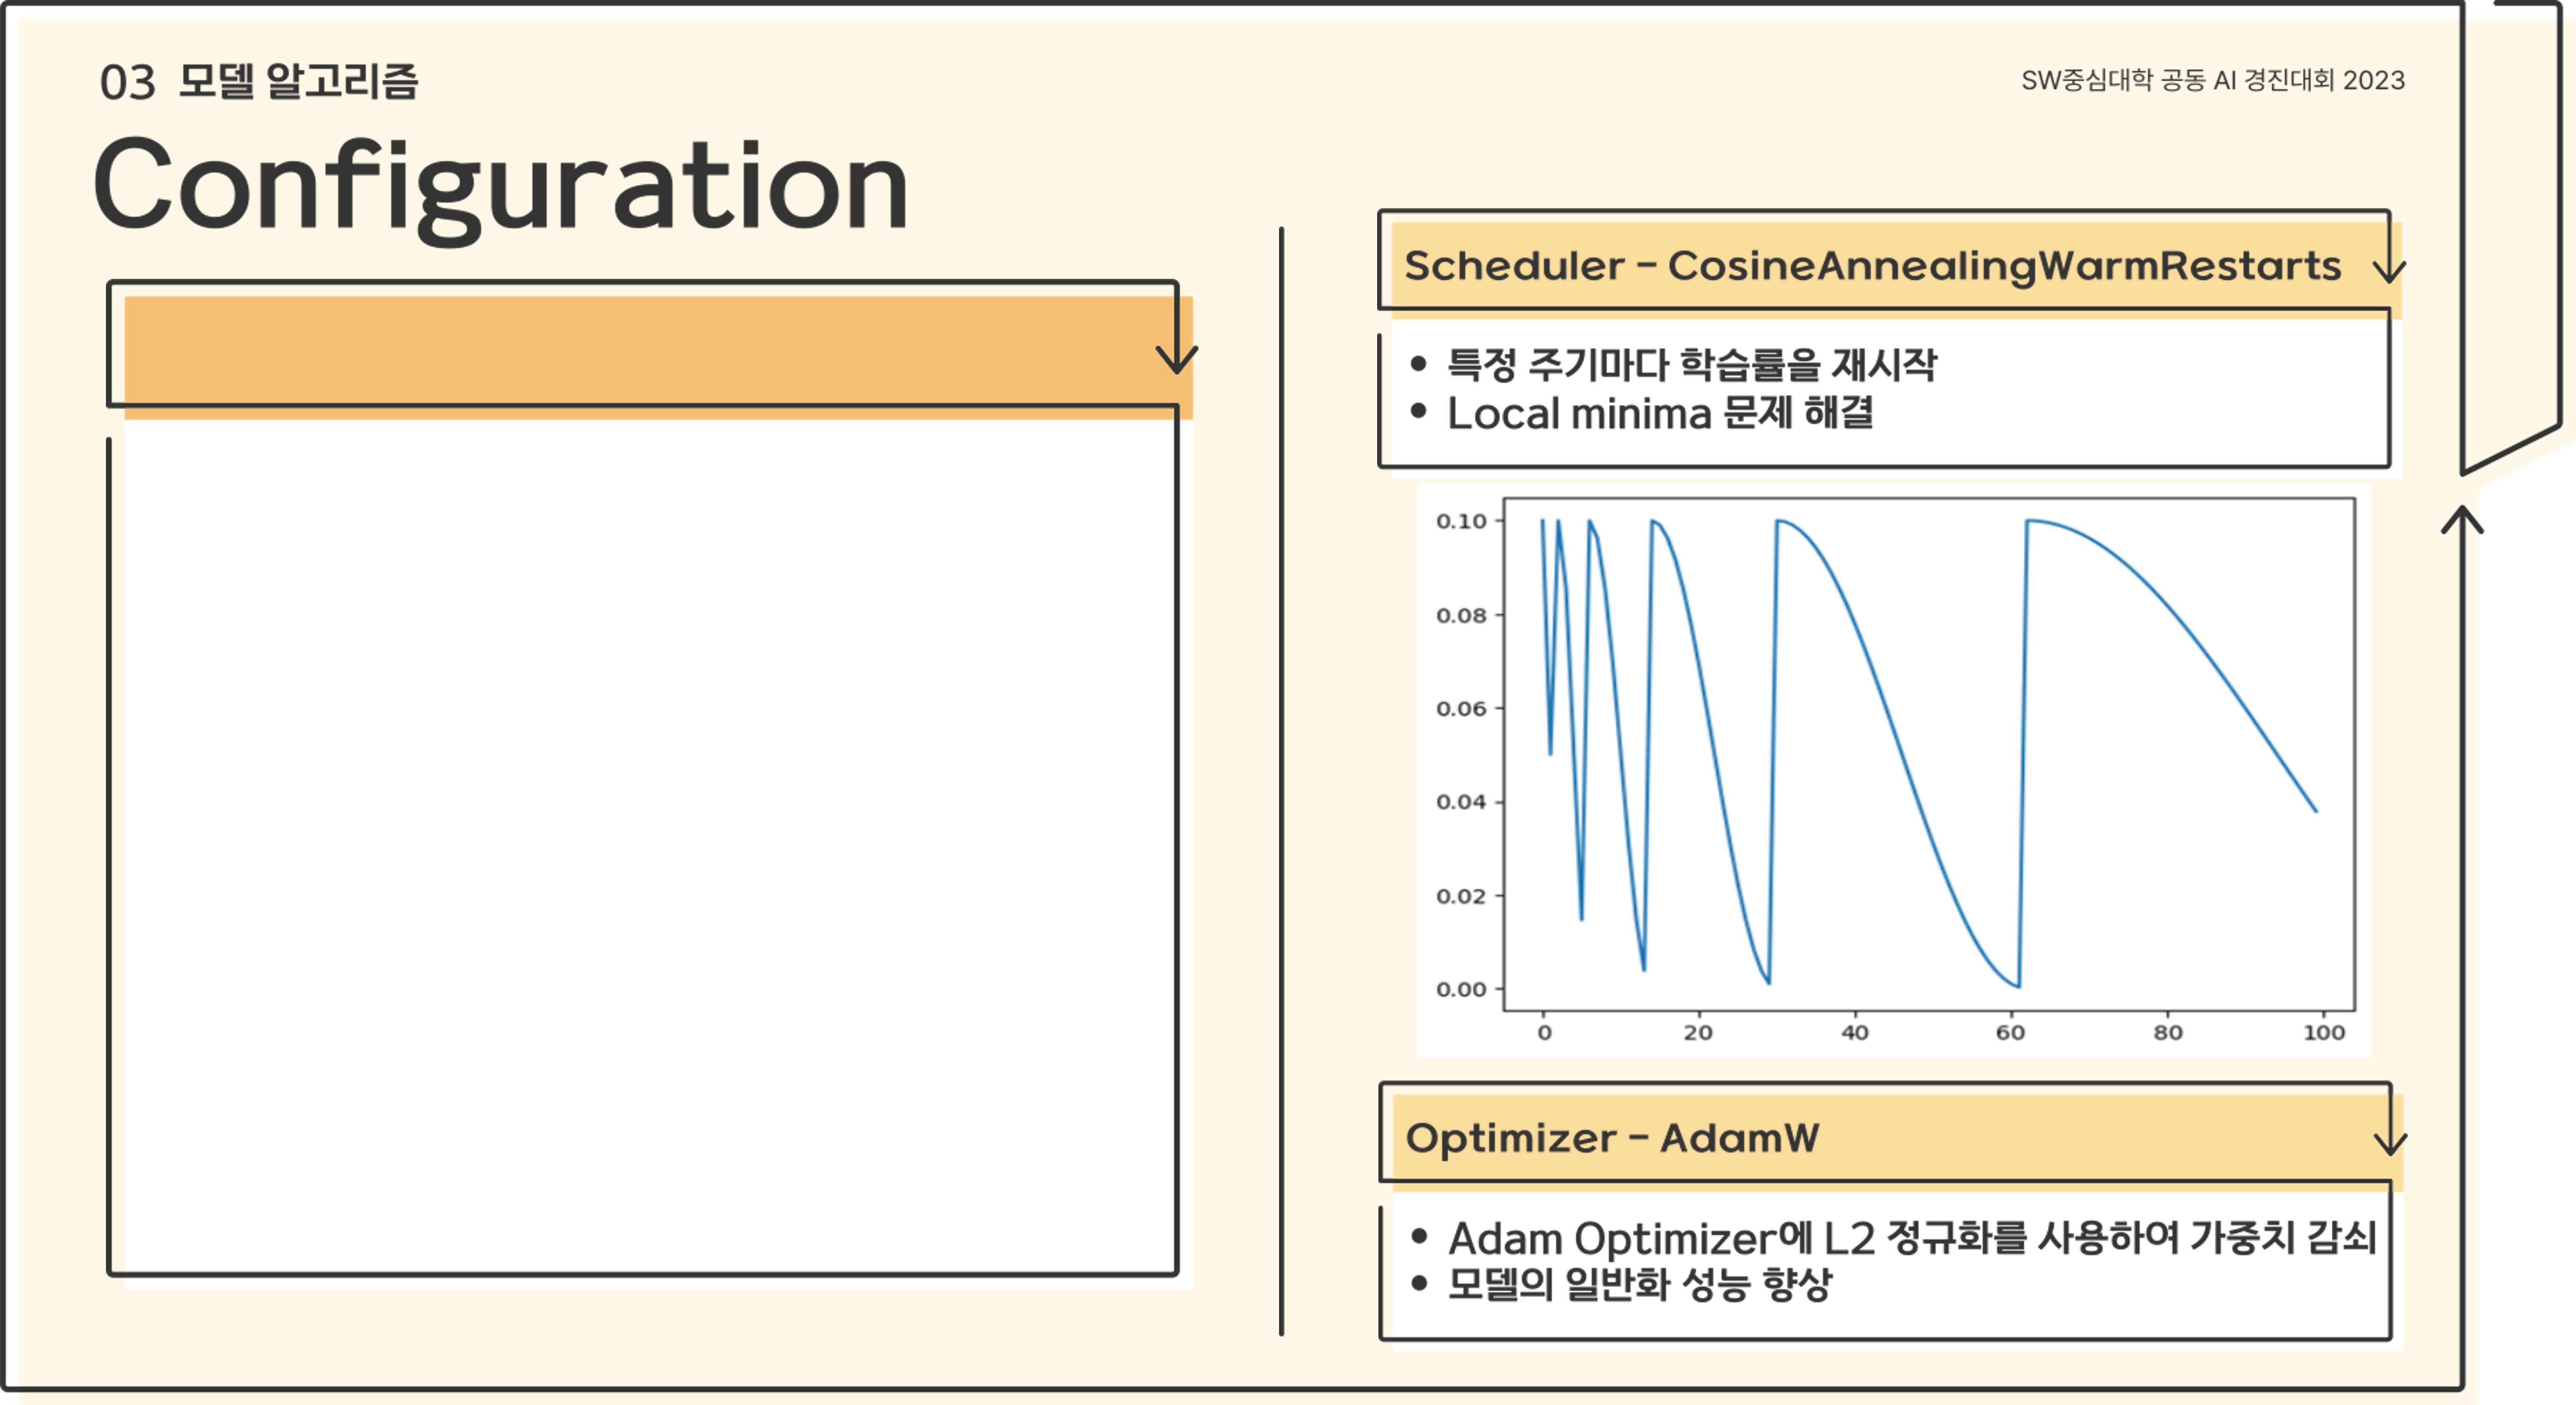 03 모델 알고리즘
SW중심대학 공동 AI 경진대회 2023
Configuration
Scheduler - CosineAnnealingWarmRestarts
• 특정 주기마다 학습률을 재시작
• Local minima 문제 해결
0.10
0.08
0.06
0.04
0.02
0.00
0 20 40 60 80 100
Optimizer - AdamW
• Adam Optimizer에 L2 정규화를 사용하여 가중치 감쇠
• 모델의 일반화 성능 향상